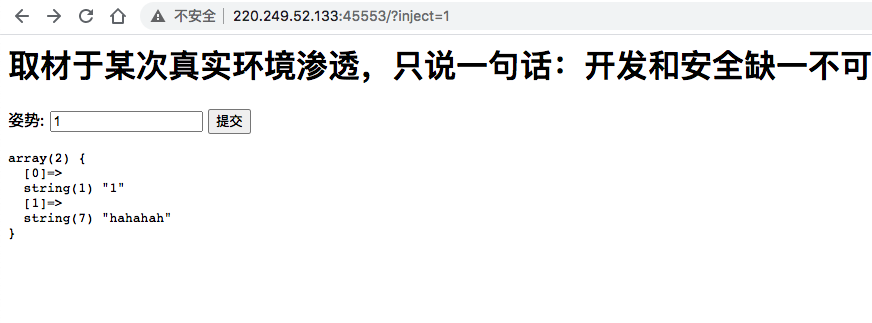 不安全 220.249.52.133:45553/?inject=1
取材于某次真实环境渗透，只说一句话：开发和安全缺一不可
姿势: 1 提交
array(2) {
  [0]=>
  string(1) "1"
  [1]=>
  string(7) "hahahah"
}